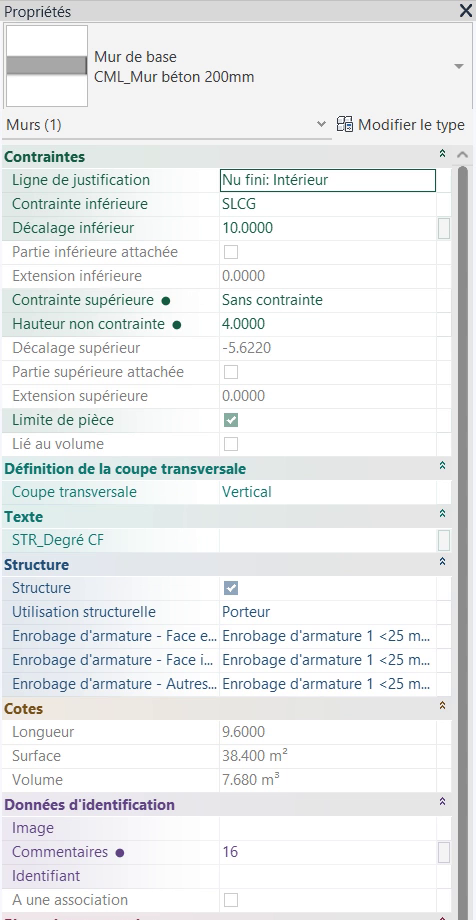 Propriétés
Mur de base
CML_Mur béton 200mm
Murs (1)
Modifier le type
Contraintes
Ligne de justification Nu fini: Intérieur
Contrainte inférieure SLCG
Décalage inférieur 10.0000
Partie inférieure attachée
Extension inférieure 0.0000
Contrainte supérieure Sans contrainte
Hauteur non contrainte 4.0000
Décalage supérieur -5.6220
Partie supérieure attachée
Extension supérieure 0.0000
Limite de pièce
Lié au volume
Définition de la coupe transversale
Coupe transversale Vertical
Texte
STR_Degré CF
Structure
Structure
Utilisation structurelle Porteur
Enrobage d'armature - Face e... Enrobage d'armature 1 <25 m...
Enrobage d'armature - Face i... Enrobage d'armature 1 <25 m...
Enrobage d'armature - Autres... Enrobage d'armature 1 <25 m...
Cotes
Longueur 9.6000
Surface 38.400 m²
Volume 7.680 m³
Données d'identification
Image
Commentaires 16
Identifiant
A une association